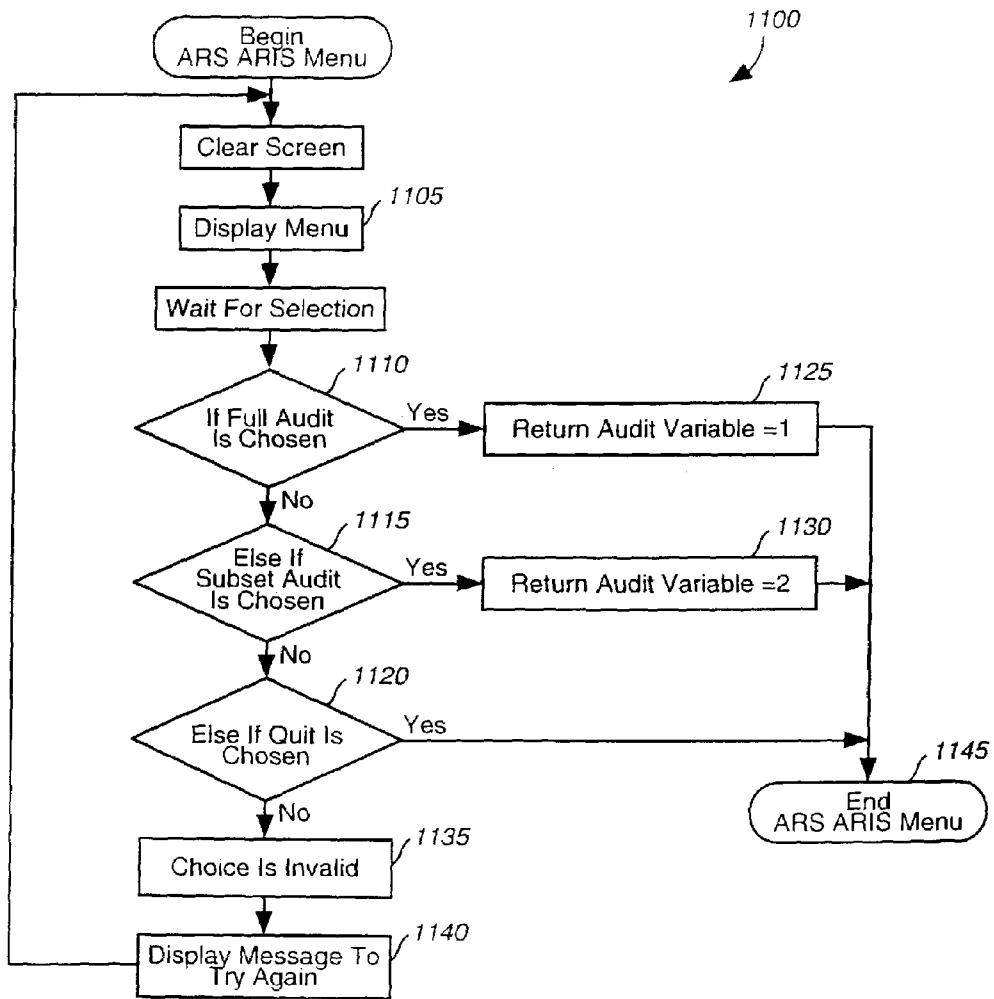 1100
Begin
ARS ARIS Menu
Clear Screen
1105
Display Menu
Wait For Selection
1110
If Full Audit
Is Chosen
Yes
1125
Return Audit Variable =1
No
1115
Else If
Subset Audit
Is Chosen
Yes
1130
Return Audit Variable =2
No
1120
Else If Quit Is
Chosen
Yes
1145
End
ARS ARIS Menu
No
1135
Choice Is Invalid
1140
Display Message To
Try Again